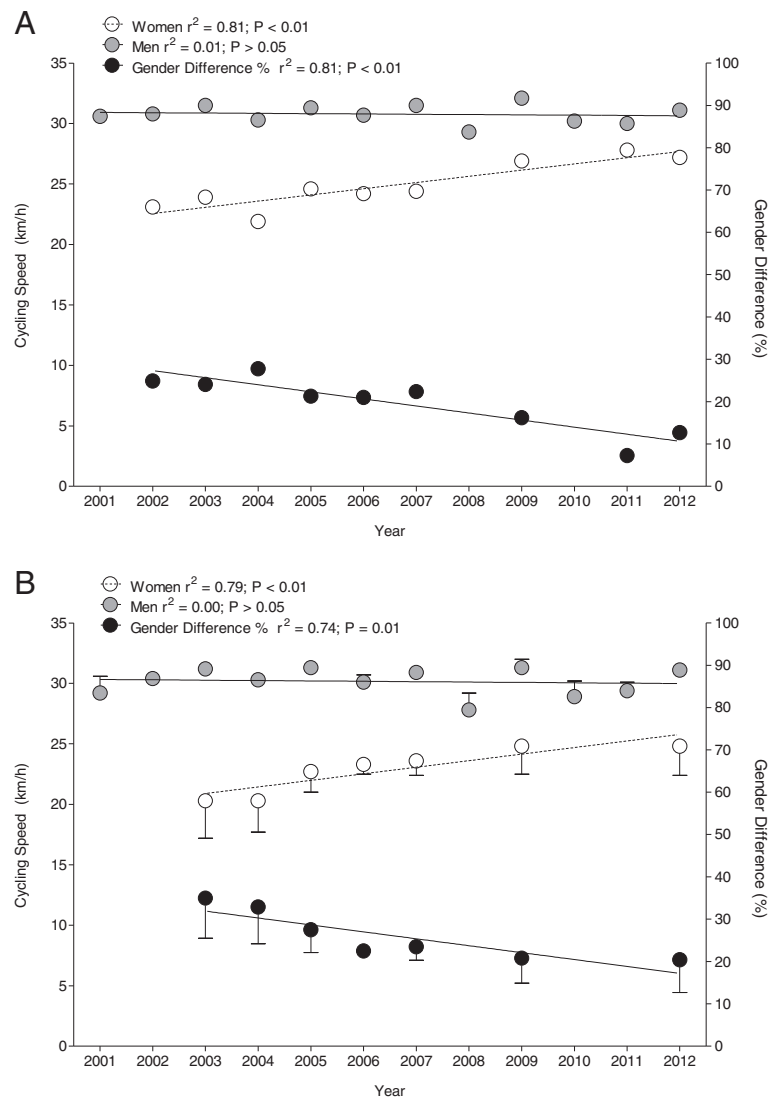 A
Women r² = 0.81; P < 0.01
Men r² = 0.01; P > 0.05
Gender Difference % r² = 0.81; P < 0.01
35
30
25
20
15
10
5
0
Cycling Speed (km/h)
100
90
80
70
60
50
40
30
20
10
0
Gender Difference (%)
2001 2002 2003 2004 2005 2006 2007 2008 2009 2010 2011 2012
Year
B
Women r² = 0.79; P < 0.01
Men r² = 0.00; P > 0.05
Gender Difference % r² = 0.74; P = 0.01
35
30
25
20
15
10
5
0
Cycling Speed (km/h)
100
90
80
70
60
50
40
30
20
10
0
Gender Difference (%)
2001 2002 2003 2004 2005 2006 2007 2008 2009 2010 2011 2012
Year